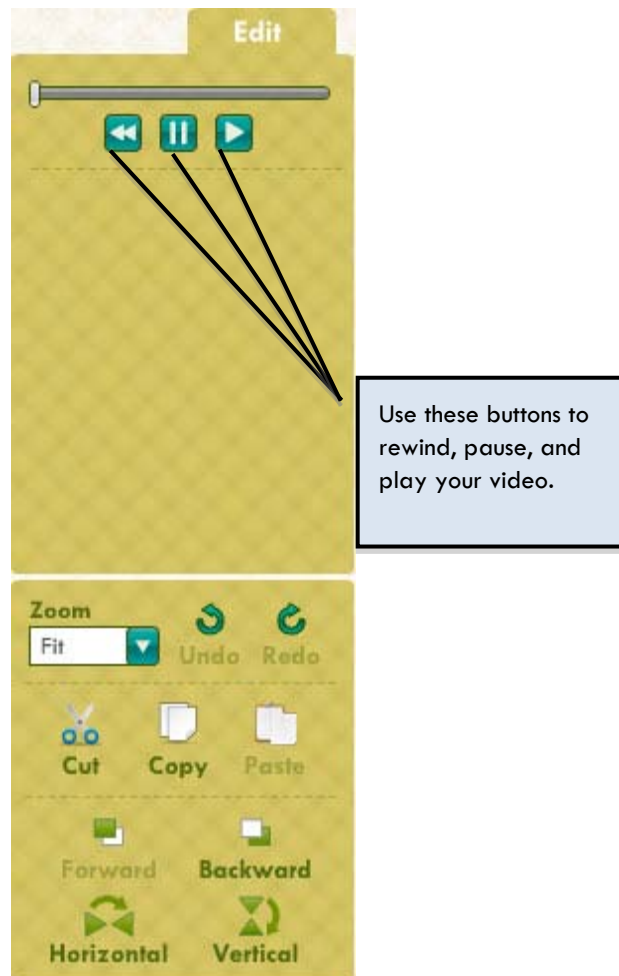 Edit
Use these buttons to
rewind, pause, and
play your video.
Zoom
Fit
Undo Redo
Cut Copy Paste
Forward Backward
Horizontal Vertical